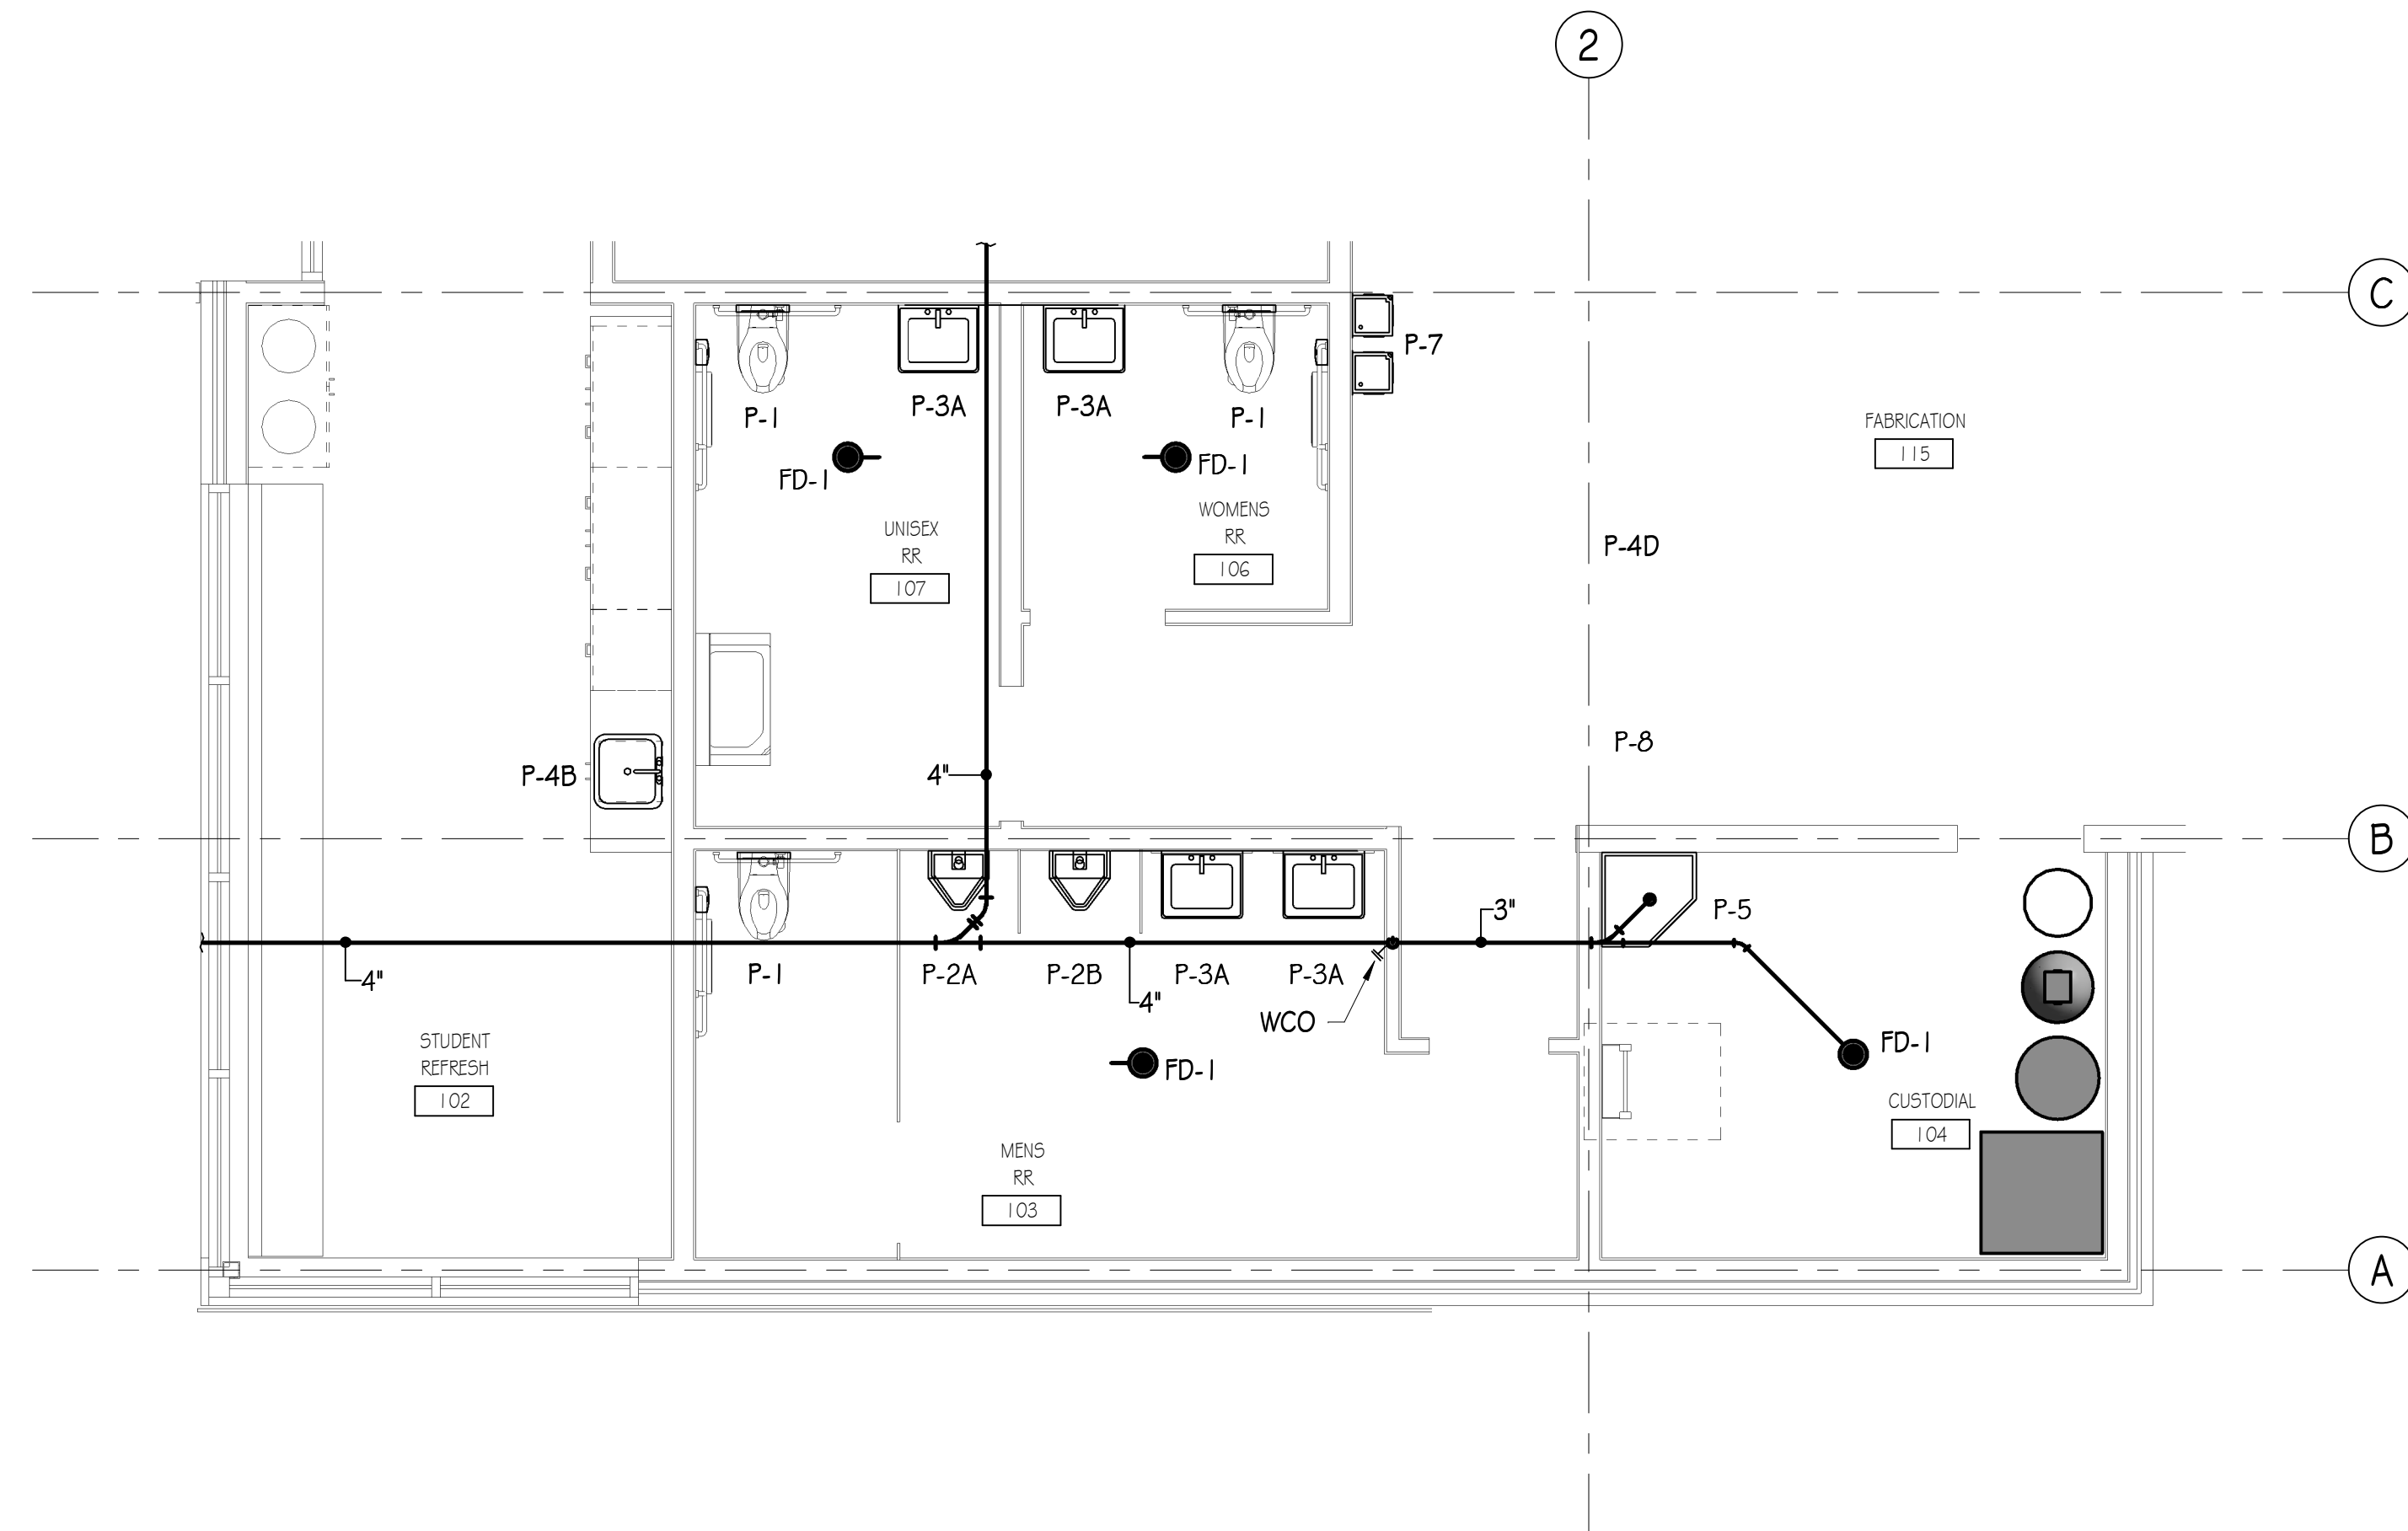 2
C
P-7
P-1
P-3A
P-3A
P-1
FABRICATION
115
FD-1
FD-1
WOMENS
RR
106
UNISEX
RR
107
P-4D
P-8
P-4B
4"
B
3"
P-5
4"
P-1
P-2A
P-2B
P-3A
P-3A
4"
WCO
STUDENT
REFRESH
102
FD-1
FD-1
CUSTODIAL
104
MENS
RR
103
A